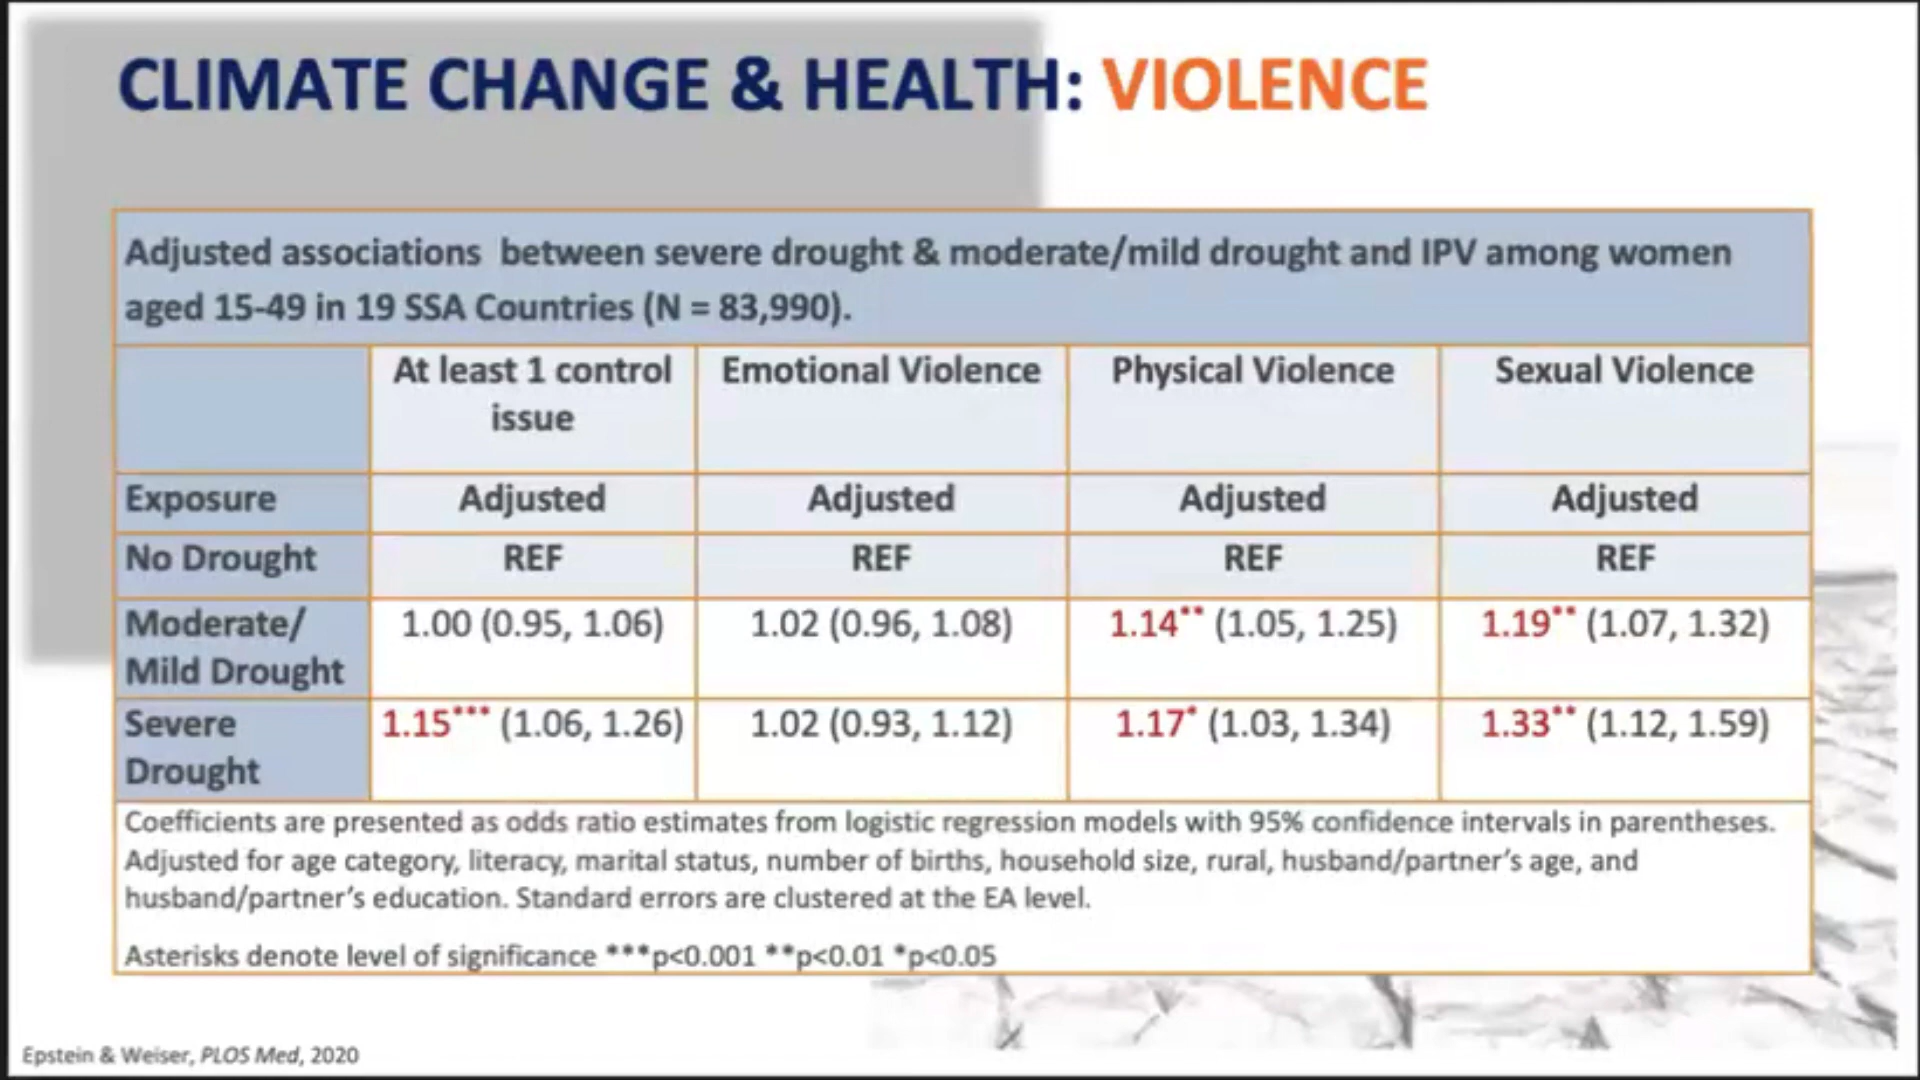 CLIMATE CHANGE & HEALTH: VIOLENCE
Adjusted associations between severe drought & moderate/mild drought and IPV among women
aged 15-49 in 19 SSA Countries (N = 83,990).
At least 1 control
issue
Emotional Violence
Physical Violence
Sexual Violence
Exposure Adjusted Adjusted Adjusted Adjusted
No Drought REF REF REF REF
Moderate/
Mild Drought
1.00 (0.95, 1.06) 1.02 (0.96, 1.08) 1.14** (1.05, 1.25) 1.19** (1.07, 1.32)
Severe
Drought
1.15*** (1.06, 1.26) 1.02 (0.93, 1.12) 1.17* (1.03, 1.34) 1.33** (1.12, 1.59)
Coefficients are presented as odds ratio estimates from logistic regression models with 95% confidence intervals in parentheses.
Adjusted for age category, literacy, marital status, number of births, household size, rural, husband/partner's age, and
husband/partner's education. Standard errors are clustered at the EA level.
Asterisks denote level of significance ***p<0.001 **p<0.01 *p<0.05
Epstein & Weiser, PLOS Med, 2020